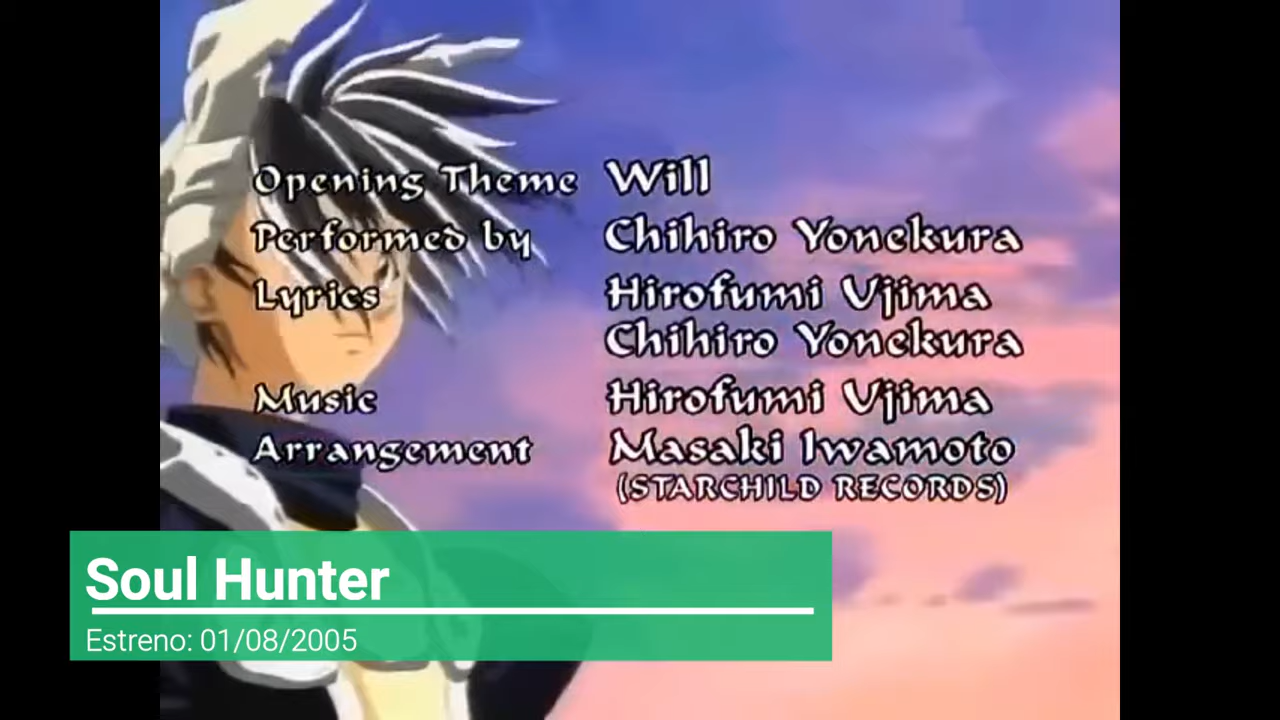 Opening Theme Will
Performed by Chihiro Yonekura
Lyrics Hirofumi Ujima
Chihiro Yonekura
Music Hirofumi Ujima
Arrangement Masaki Iwamoto
(STARCHILD RECORDS)
Soul Hunter
Estreno: 01/08/2005